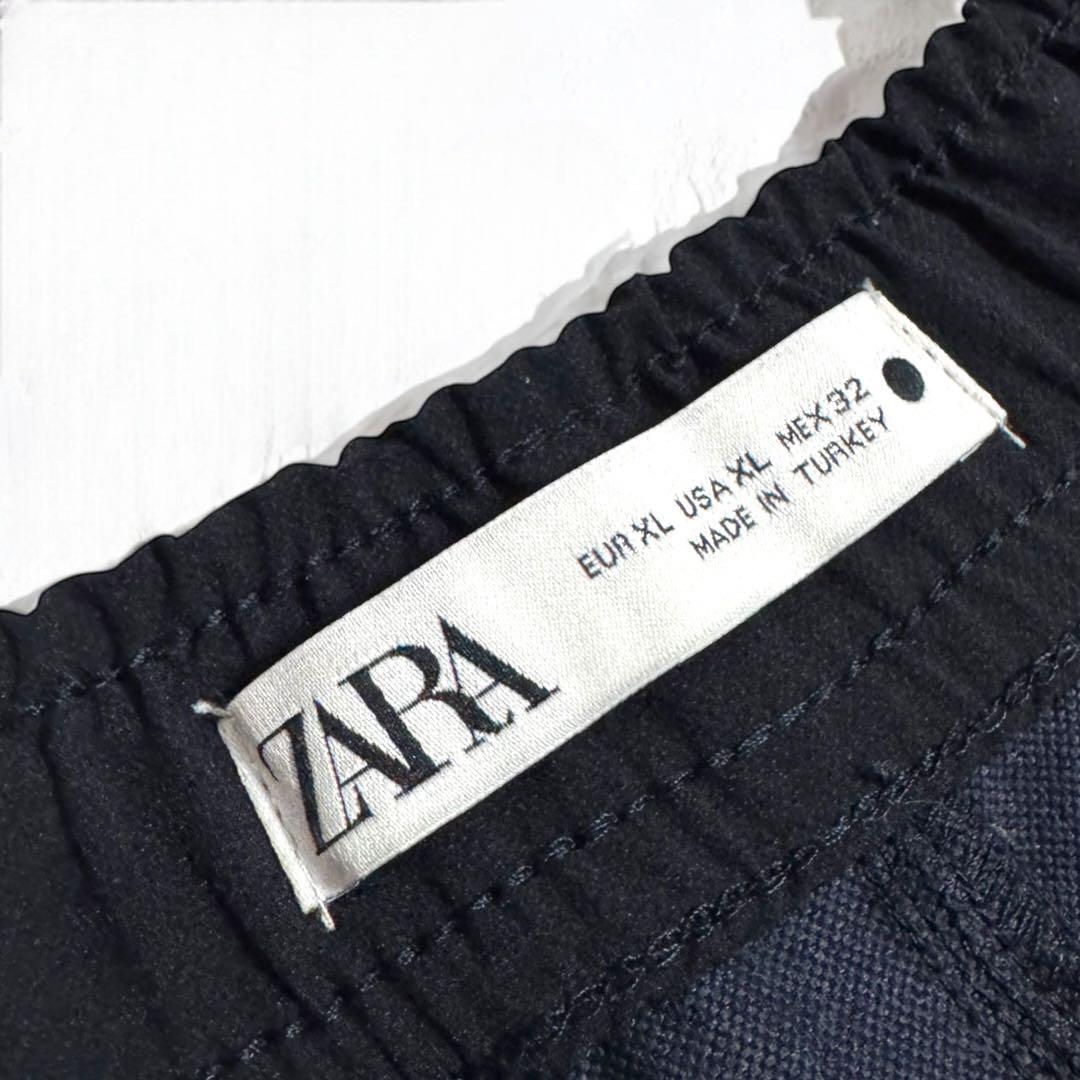 ZARA
EUR XL USA XL MEX 32
MADE IN TURKEY